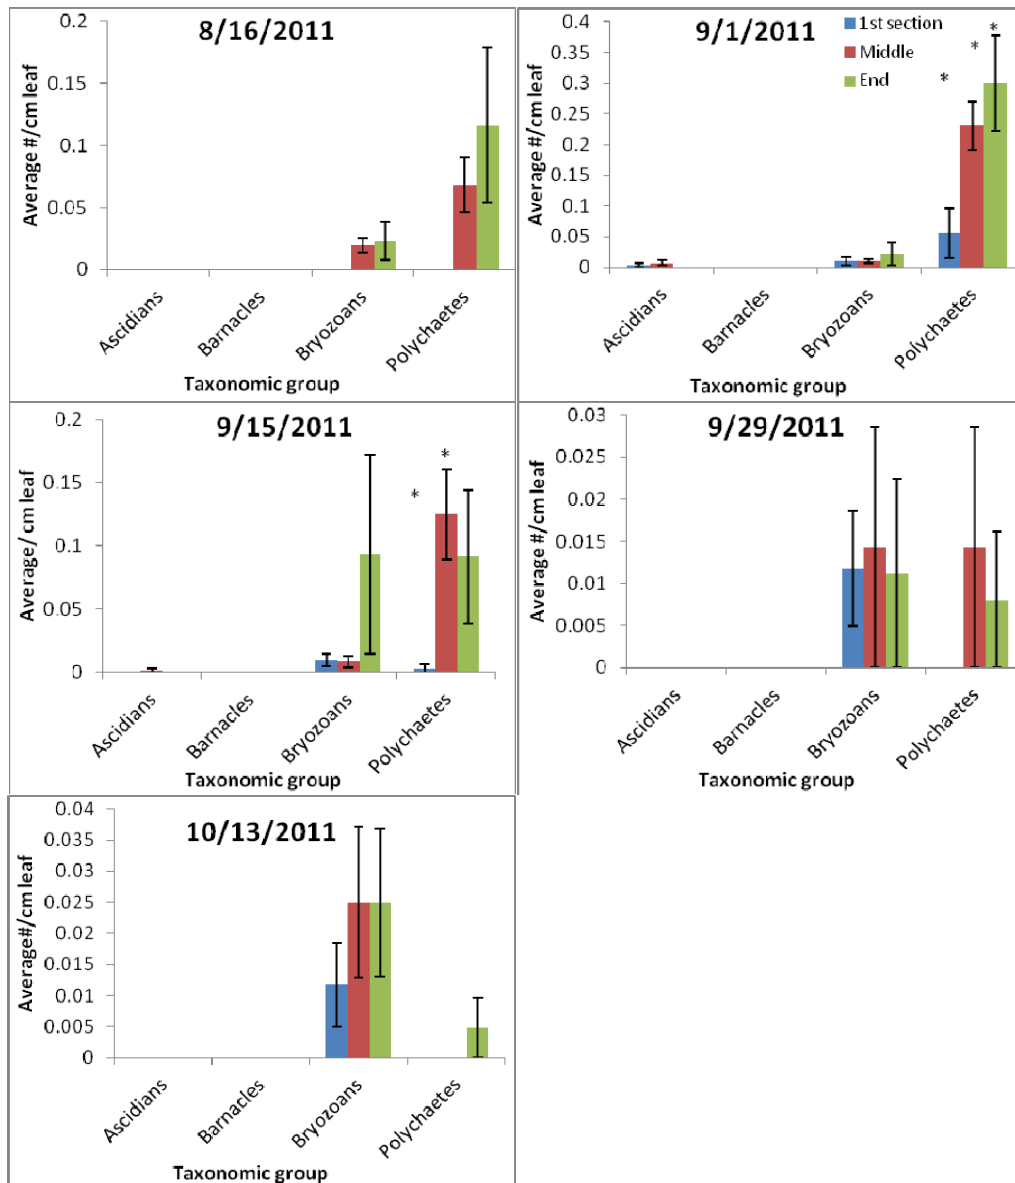 8/16/2011
Average #/cm leaf
0.2
0.15
0.1
0.05
0
Ascidians
Barnacles
Bryozoans
Polychaetes
Taxonomic group
9/1/2011
1st section
Middle
End
Average #/cm leaf
0.4
0.35
0.3
0.25
0.2
0.15
0.1
0.05
0
*
*
*
Ascidians
Barnacles
Bryozoans
Polychaetes
Taxonomic group
9/15/2011
Average/ cm leaf
0.2
0.15
0.1
0.05
0
*
*
Ascidians
Barnacles
Bryozoans
Polychaetes
Taxonomic group
9/29/2011
Average #/cm leaf
0.03
0.025
0.02
0.015
0.01
0.005
0
Ascidians
Barnacles
Bryozoans
Polychaetes
Taxonomic group
10/13/2011
Average#/cm leaf
0.04
0.035
0.03
0.025
0.02
0.015
0.01
0.005
0
Ascidians
Barnacles
Bryozoans
Polychaetes
Taxonomic group